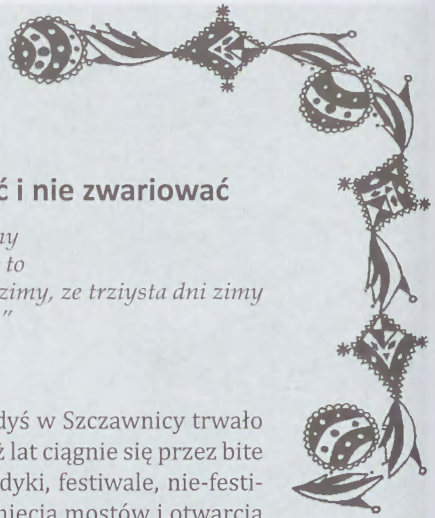 ć i nie zwariować
ny
to
zimy, ze trziysta dni zimy
"
dyś w Szczawnicy trwało
ż lat ciągnie się przez bite
dyki, festiwale, nie-festi-
nięcia mostów i otwarcia